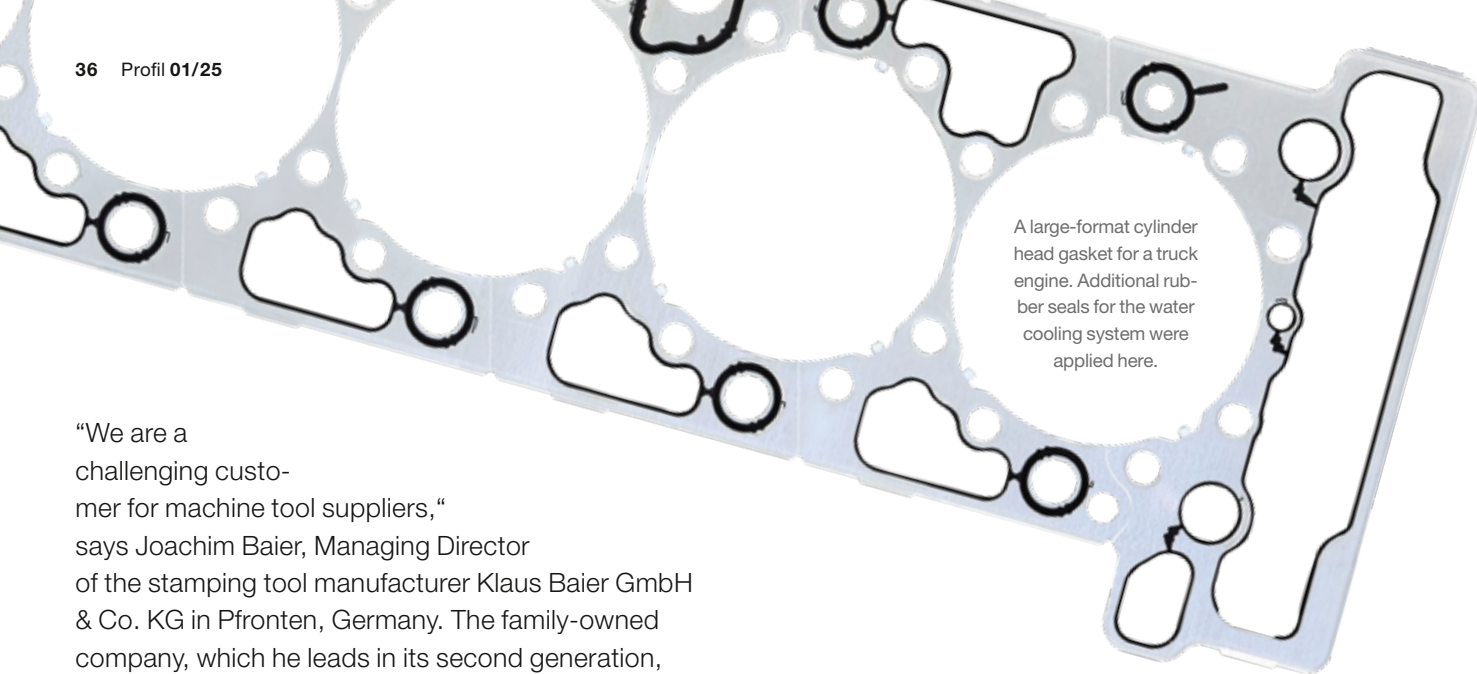 36 Profil 01/25
A large-format cylinder
head gasket for a truck
engine. Additional rub-
ber seals for the water
cooling system were
applied here.
“We are a
challenging custo-
mer for machine tool suppliers,“
says Joachim Baier, Managing Director
of the stamping tool manufacturer Klaus Baier GmbH
& Co. KG in Pfronten, Germany. The family-owned
company, which he leads in its second generation,